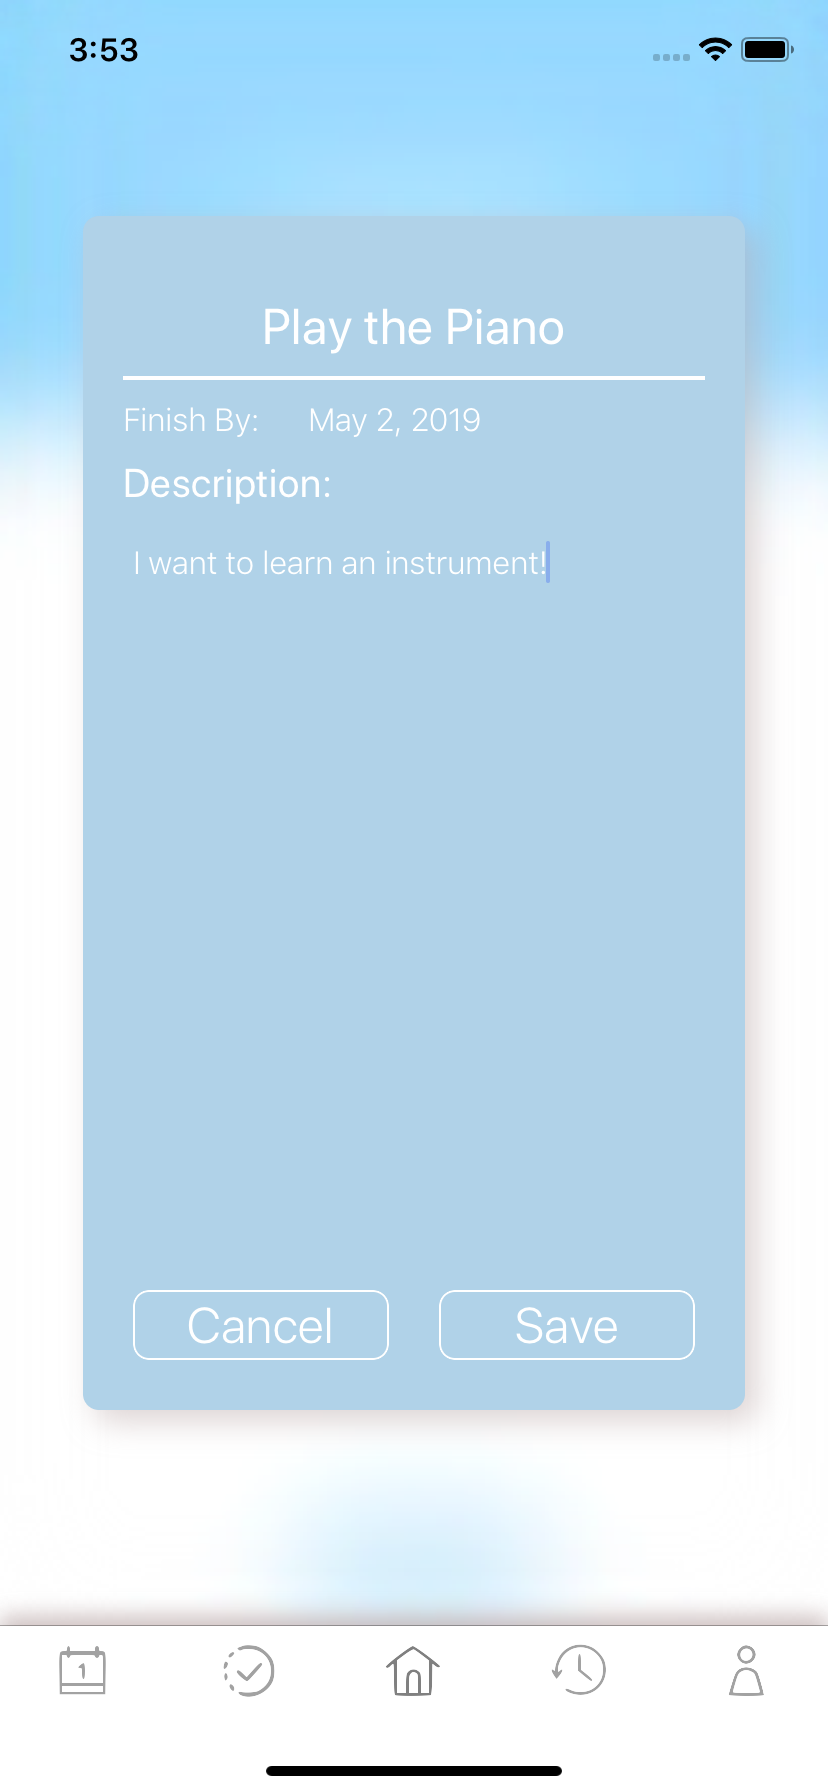 3:53
Play the Piano
Finish By: May 2, 2019
Description:
I want to learn an instrument!
Cancel Save
1